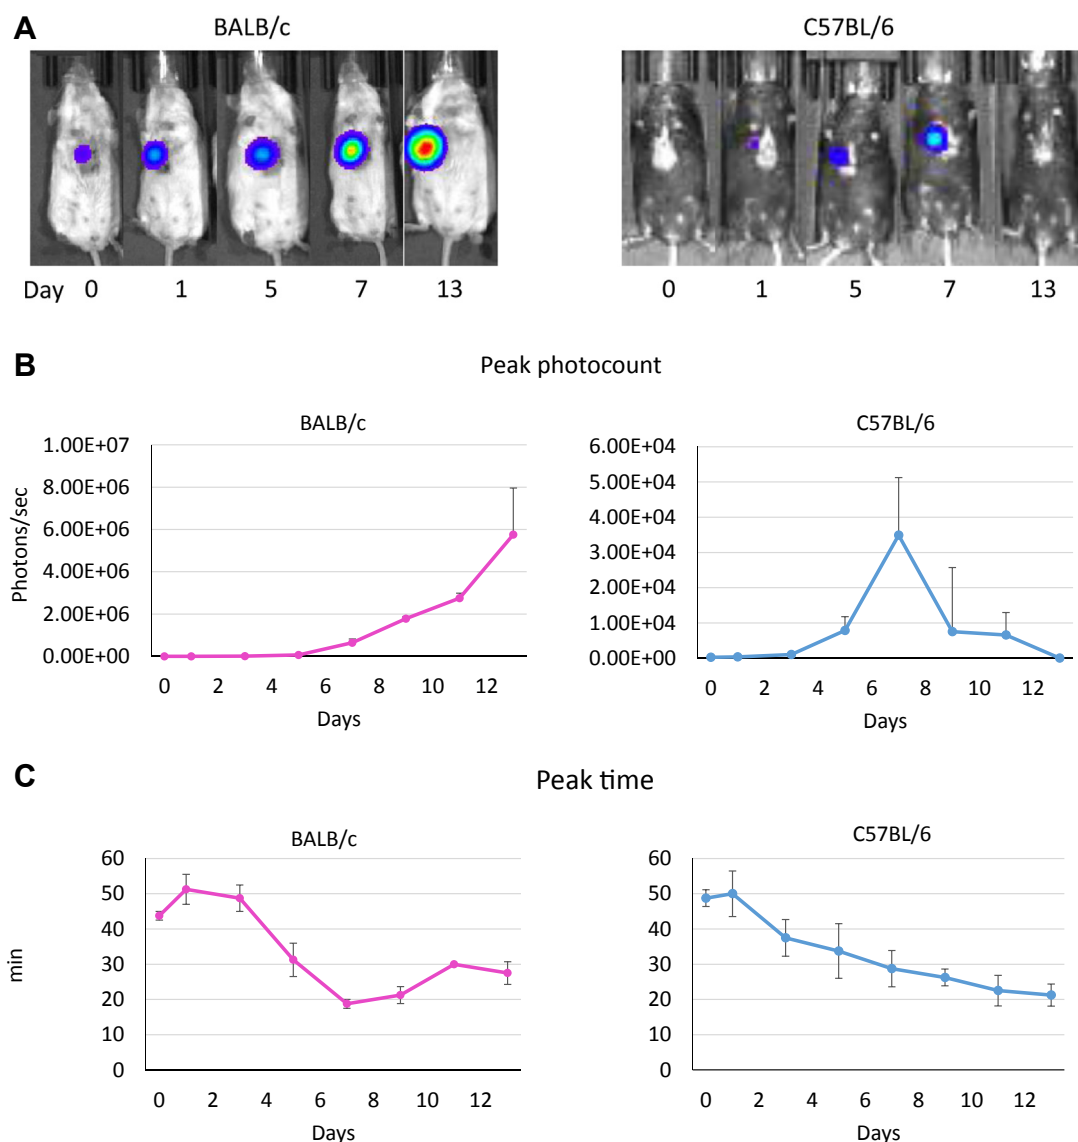 A
BALB/c
C57BL/6
Day 0 1 5 7 13
0 1 5 7 13
B
Peak photocount
BALB/c
C57BL/6
Photons/sec
1.00E+07
8.00E+06
6.00E+06
4.00E+06
2.00E+06
0.00E+00
0 2 4 6 8 10 12
Days
6.00E+04
5.00E+04
4.00E+04
3.00E+04
2.00E+04
1.00E+04
0.00E+00
0 2 4 6 8 10 12
Days
C
Peak time
BALB/c
C57BL/6
min
60
50
40
30
20
10
0
0 2 4 6 8 10 12
Days
60
50
40
30
20
10
0
0 2 4 6 8 10 12
Days